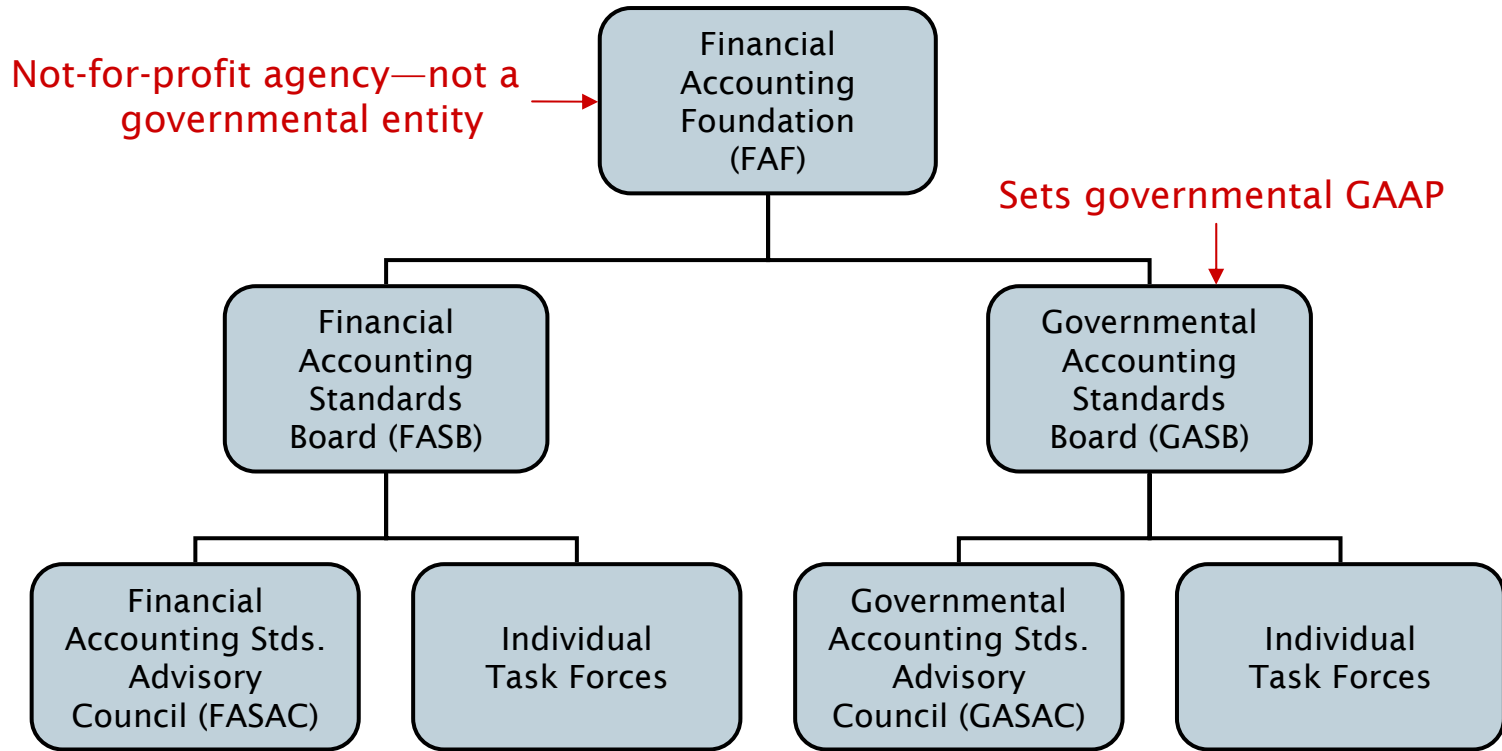 Financial
Accounting
Foundation
(FAF)
Not-for-profit agency—not a
governmental entity
Sets governmental GAAP
Financial
Accounting
Standards
Board (FASB)
Governmental
Accounting
Standards
Board (GASB)
Financial
Accounting Stds.
Advisory
Council (FASAC)
Individual
Task Forces
Governmental
Accounting Stds.
Advisory
Council (GASAC)
Individual
Task Forces